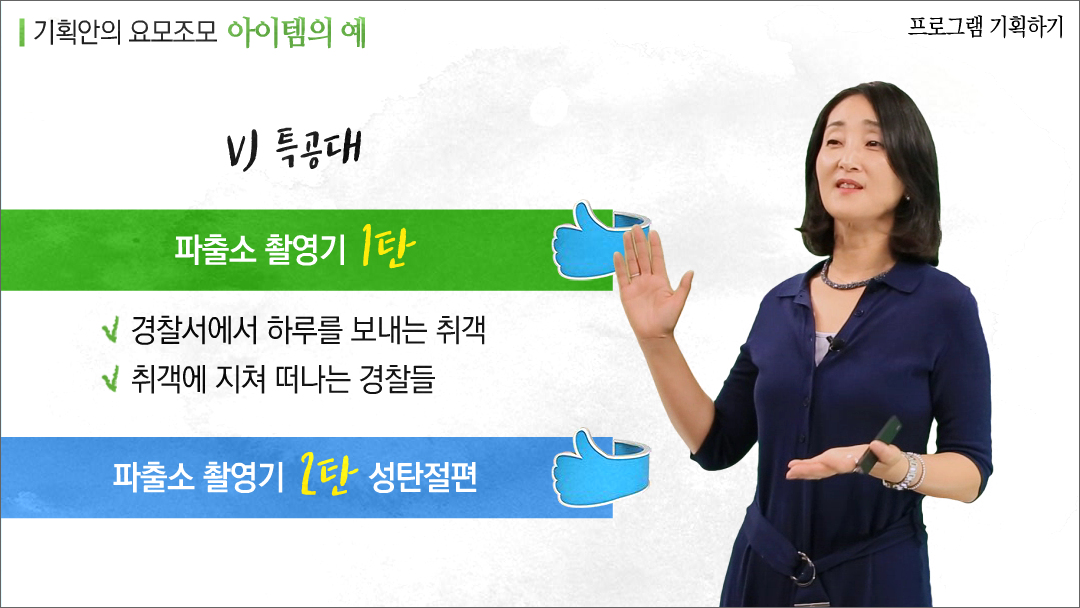 기획안의 요모조모 아이템의 예
프로그램 기획하기
VJ 특공대
파출소 촬영기 1탄
경찰서에서 하루를 보내는 취객
취객에 지쳐 떠나는 경찰들
파출소 촬영기 2탄 성탄절편